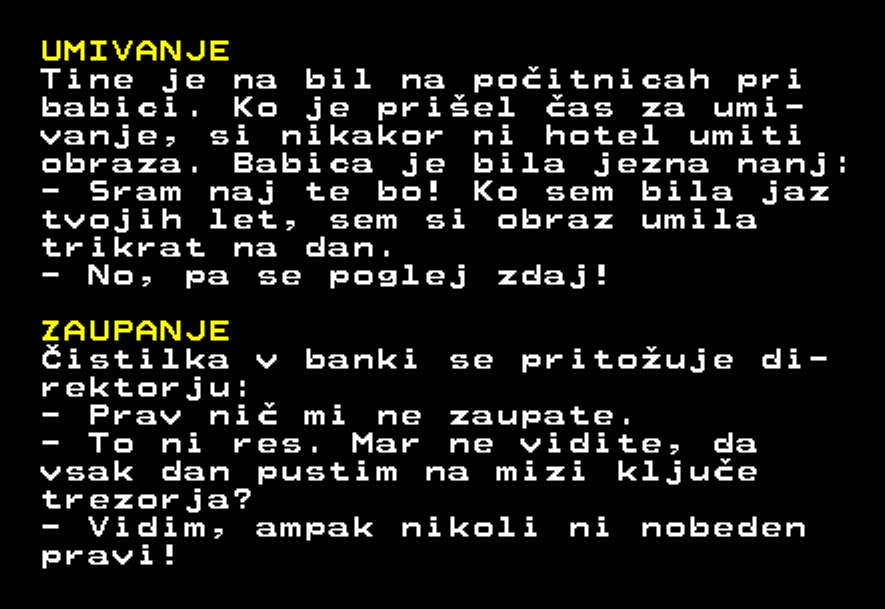 UMIVANJE
Tine je na bil na počitnicah pri
babici. Ko je prišel čas za umi-
vanje, si nikakor ni hotel umiti
obraza. Babica je bila jezna nanj:
- Sram naj te bo! Ko sem bila jaz
tvojih let, sem si obraz umila
trikrat na dan.
- No, pa se poglej zdaj!
ZAUPANJE
Čistilka v banki se pritožuje di-
rektorju:
- Prav nič mi ne zaupate.
- To ni res. Mar ne vidite, da
vsak dan pustim na mizi ključe
trezorja?
- Vidim, ampak nikoli ni nobeden
pravi!